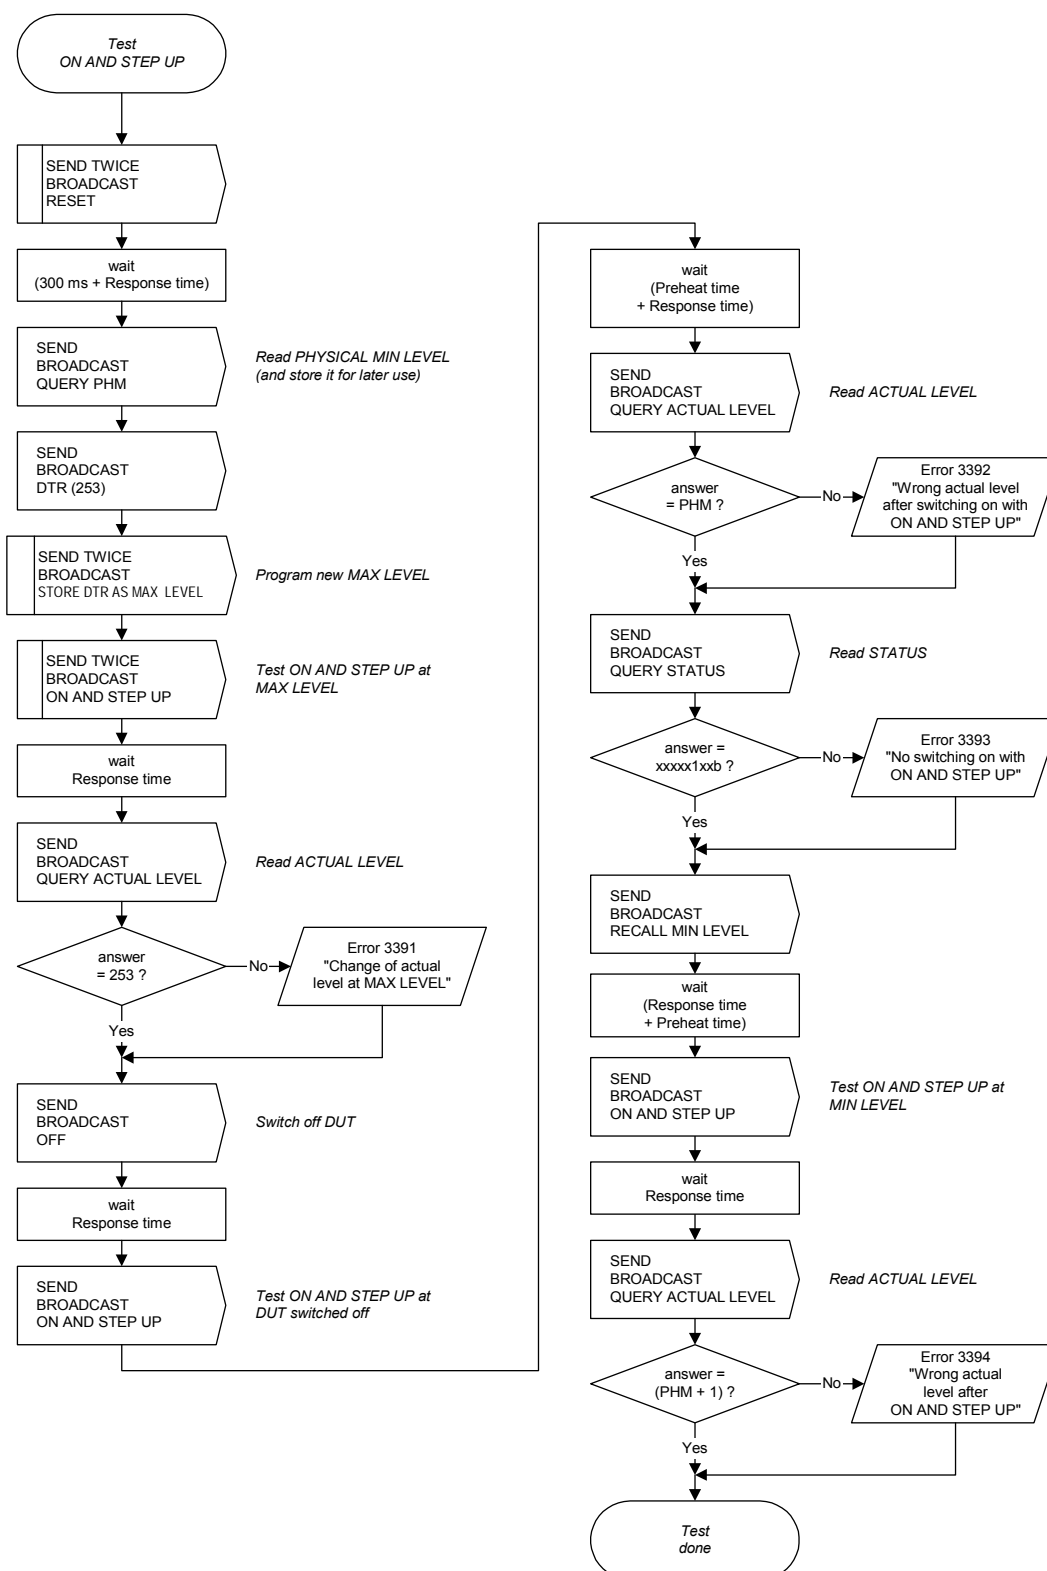 Test
ON AND STEP UP
SEND TWICE
BROADCAST
RESET
wait
(300 ms + Response time)
SEND
BROADCAST
QUERY PHM
Read PHYSICAL MIN LEVEL
(and store it for later use)
SEND
BROADCAST
DTR (253)
SEND TWICE
BROADCAST
STORE DTR AS MAX LEVEL
Program new MAX LEVEL
SEND TWICE
BROADCAST
ON AND STEP UP
Test ON AND STEP UP at
MAX LEVEL
wait
Response time
SEND
BROADCAST
QUERY ACTUAL LEVEL
Read ACTUAL LEVEL
answer
= 253 ?
No
Error 3391
"Change of actual
level at MAX LEVEL"
Yes
SEND
BROADCAST
OFF
Switch off DUT
wait
Response time
SEND
BROADCAST
ON AND STEP UP
Test ON AND STEP UP at
DUT switched off
wait
(Preheat time
+ Response time)
SEND
BROADCAST
QUERY ACTUAL LEVEL
Read ACTUAL LEVEL
answer
= PHM ?
No
Error 3392
"Wrong actual level
after switching on with
ON AND STEP UP"
Yes
SEND
BROADCAST
QUERY STATUS
Read STATUS
answer =
xxxxx1xxb ?
No
Error 3393
"No switching on with
ON AND STEP UP"
Yes
SEND
BROADCAST
RECALL MIN LEVEL
wait
(Response time
+ Preheat time)
SEND
BROADCAST
ON AND STEP UP
Test ON AND STEP UP at
MIN LEVEL
wait
Response time
SEND
BROADCAST
QUERY ACTUAL LEVEL
Read ACTUAL LEVEL
answer =
(PHM + 1) ?
No
Error 3394
"Wrong actual
level after
ON AND STEP UP"
Yes
Test
done